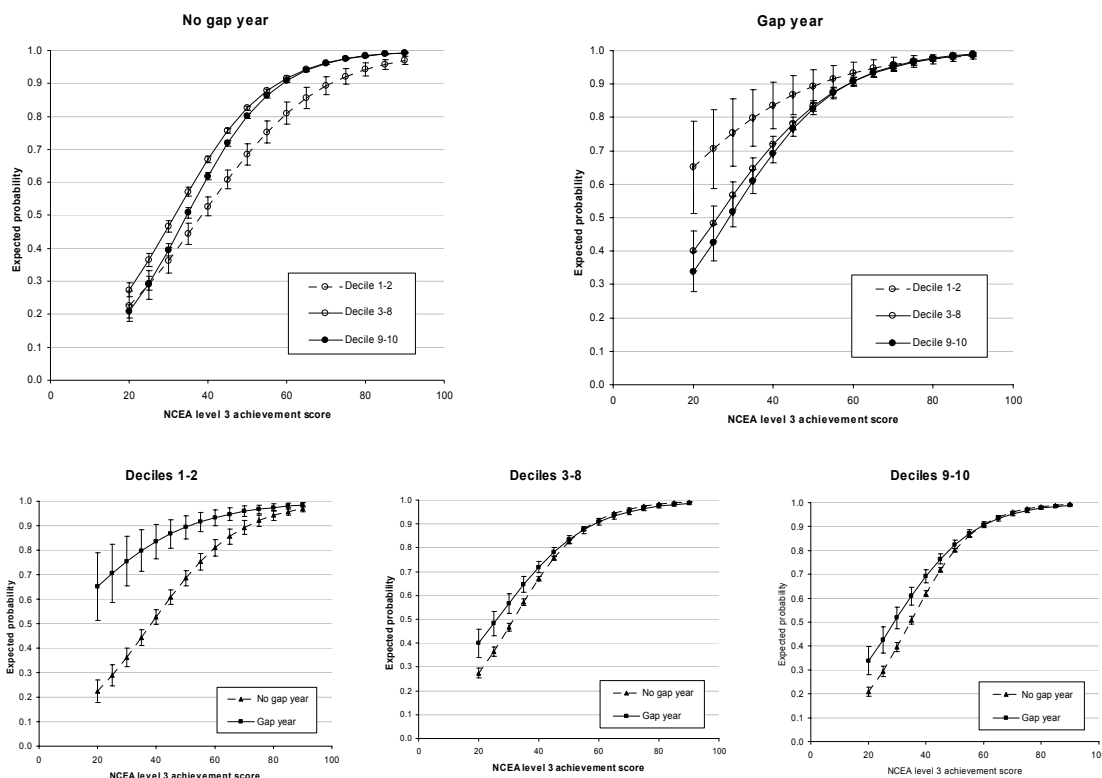 No gap year
Expected probability
1.0
0.9
0.8
0.7
0.6
0.5
0.4
0.3
0.2
0.1
0.0
0 20 40 60 80 100
NCEA level 3 achievement score
Decile 1-2
Decile 3-8
Decile 9-10
Gap year
Expected probability
1.0
0.9
0.8
0.7
0.6
0.5
0.4
0.3
0.2
0.1
0.0
0 20 40 60 80 100
NCEA level 3 achievement score
Decile 1-2
Decile 3-8
Decile 9-10
Deciles 1-2
Expected probability
1.0
0.9
0.8
0.7
0.6
0.5
0.4
0.3
0.2
0.1
0.0
0 20 40 60 80 100
NCEA level 3 achievement score
No gap year
Gap year
Deciles 3-8
Expected probability
1.0
0.9
0.8
0.7
0.6
0.5
0.4
0.3
0.2
0.1
0.0
0 20 40 60 80 100
NCEA level 3 achievement score
No gap year
Gap year
Deciles 9-10
Expected probability
1.0
0.9
0.8
0.7
0.6
0.5
0.4
0.3
0.2
0.1
0.0
0 20 40 60 80
NCEA level 3 achievement score
No gap year
Gap year